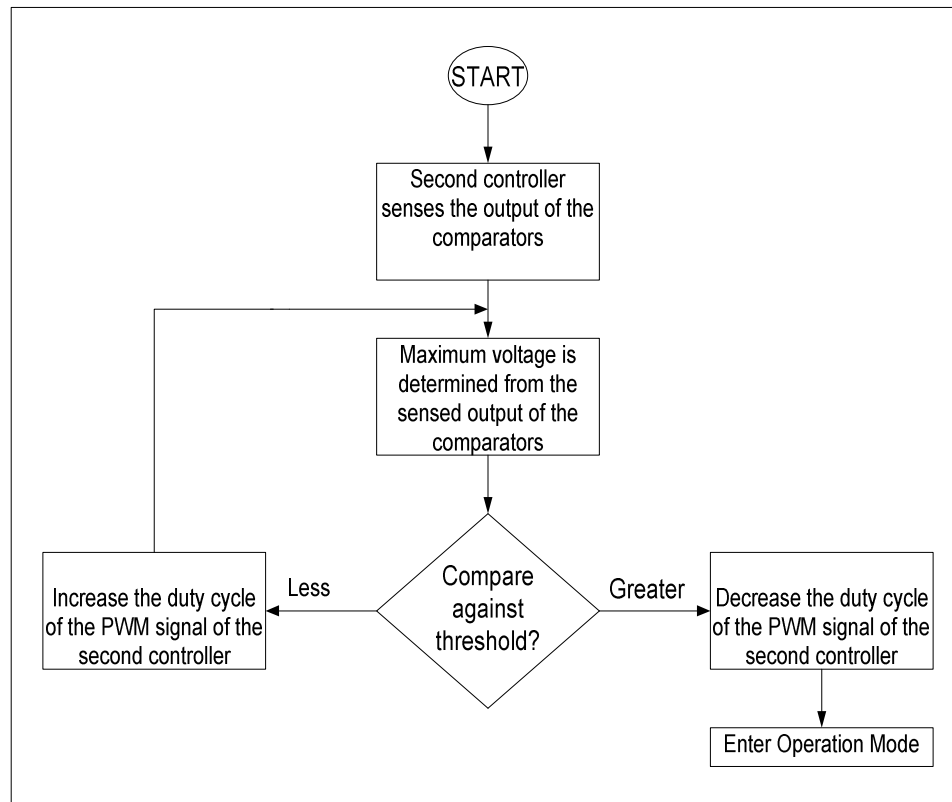 START
Second controller
senses the output of the
comparators
Maximum voltage is
determined from the
sensed output of the
comparators
Compare
against
threshold?
Less
Greater
Increase the duty cycle
of the PWM signal of the
second controller
Decrease the duty cycle
of the PWM signal of the
second controller
Enter Operation Mode